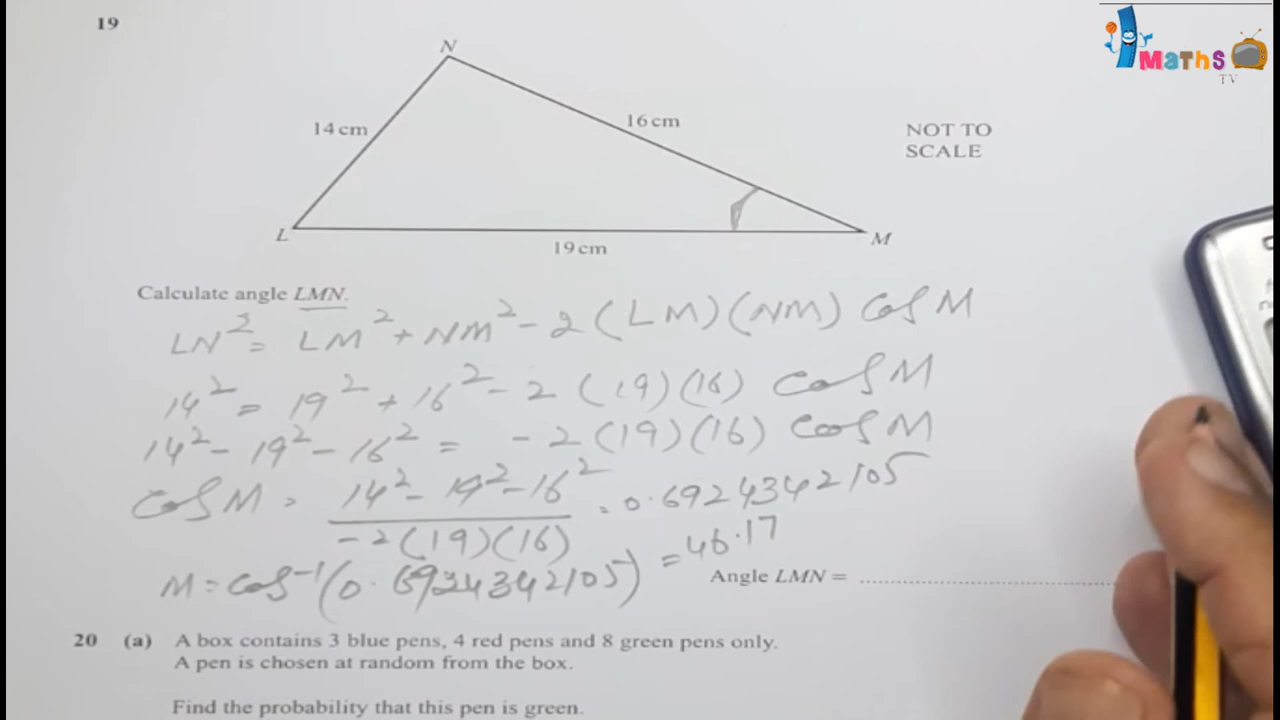 19
MaThS
TV
N
14 cm
16 cm
NOT TO
SCALE
L
19 cm
M
Calculate angle LMN.
LN² = LM² + NM² - 2 (LM)(NM) Cos M
14² = 19² + 16² - 2 (19)(16) Cos M
14² - 19² - 16² = - 2 (19)(16) Cos M
Cos M = 14² - 19² - 16² / -2(19)(16) = 0.6924342105
M = Cos⁻¹(0.6924342105) = 46.17
Angle LMN = ........................................
20 (a) A box contains 3 blue pens, 4 red pens and 8 green pens only.
A pen is chosen at random from the box.
Find the probability that this pen is green.